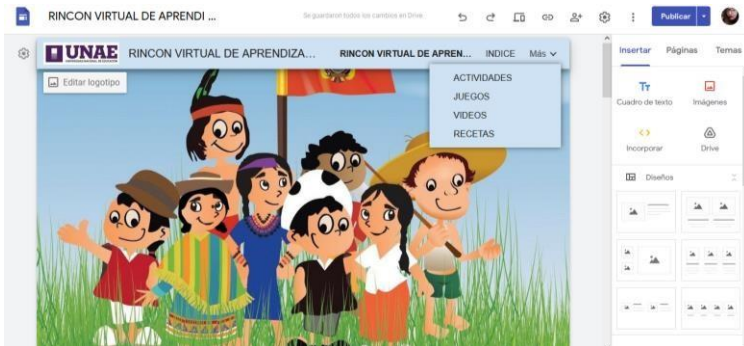 RINCON VIRTUAL DE APRENDI ...
Se guardaron todos los cambios en Drive.
Publicar
UNAE
RINCON VIRTUAL DE APRENDIZA...
RINCON VIRTUAL DE APREN...
INDICE
Más
Editar logotipo
ACTIVIDADES
JUEGOS
VIDEOS
RECETAS
Insertar
Páginas
Temas
Tт
Cuadro de texto
Imágenes
Incorporar
Drive
Diseños